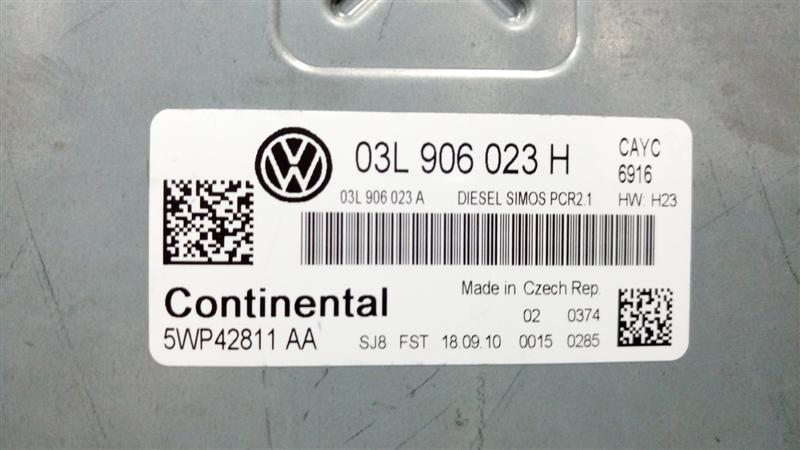 VW 03L 906 023 H CAYC
6916
03L 906 023 A DIESEL SIMOS PCR2.1 HW: H23
Continental Made in Czech Rep.
02 0374
5WP42811 AA SJ8 FST 18.09.10 0015 0285